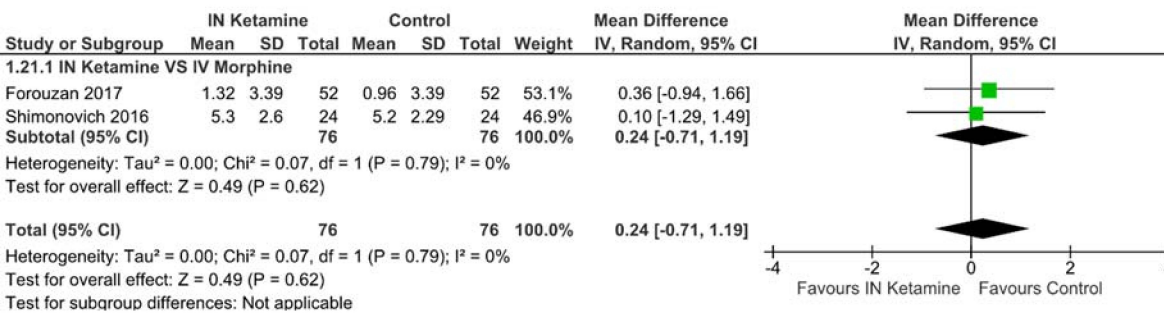 IN Ketamine Control Mean Difference Mean Difference
Study or Subgroup Mean SD Total Mean SD Total Weight IV, Random, 95% CI IV, Random, 95% CI
1.21.1 IN Ketamine VS IV Morphine
Forouzan 2017 1.32 3.39 52 0.96 3.39 52 53.1% 0.36 [-0.94, 1.66]
Shimonovich 2016 5.3 2.6 24 5.2 2.29 24 46.9% 0.10 [-1.29, 1.49]
Subtotal (95% CI) 76 76 100.0% 0.24 [-0.71, 1.19]
Heterogeneity: Tau² = 0.00; Chi² = 0.07, df = 1 (P = 0.79); I² = 0%
Test for overall effect: Z = 0.49 (P = 0.62)
Total (95% CI) 76 76 100.0% 0.24 [-0.71, 1.19]
Heterogeneity: Tau² = 0.00; Chi² = 0.07, df = 1 (P = 0.79); I² = 0%
Test for overall effect: Z = 0.49 (P = 0.62)
Test for subgroup differences: Not applicable
-4 -2 0 2
Favours IN Ketamine Favours Control